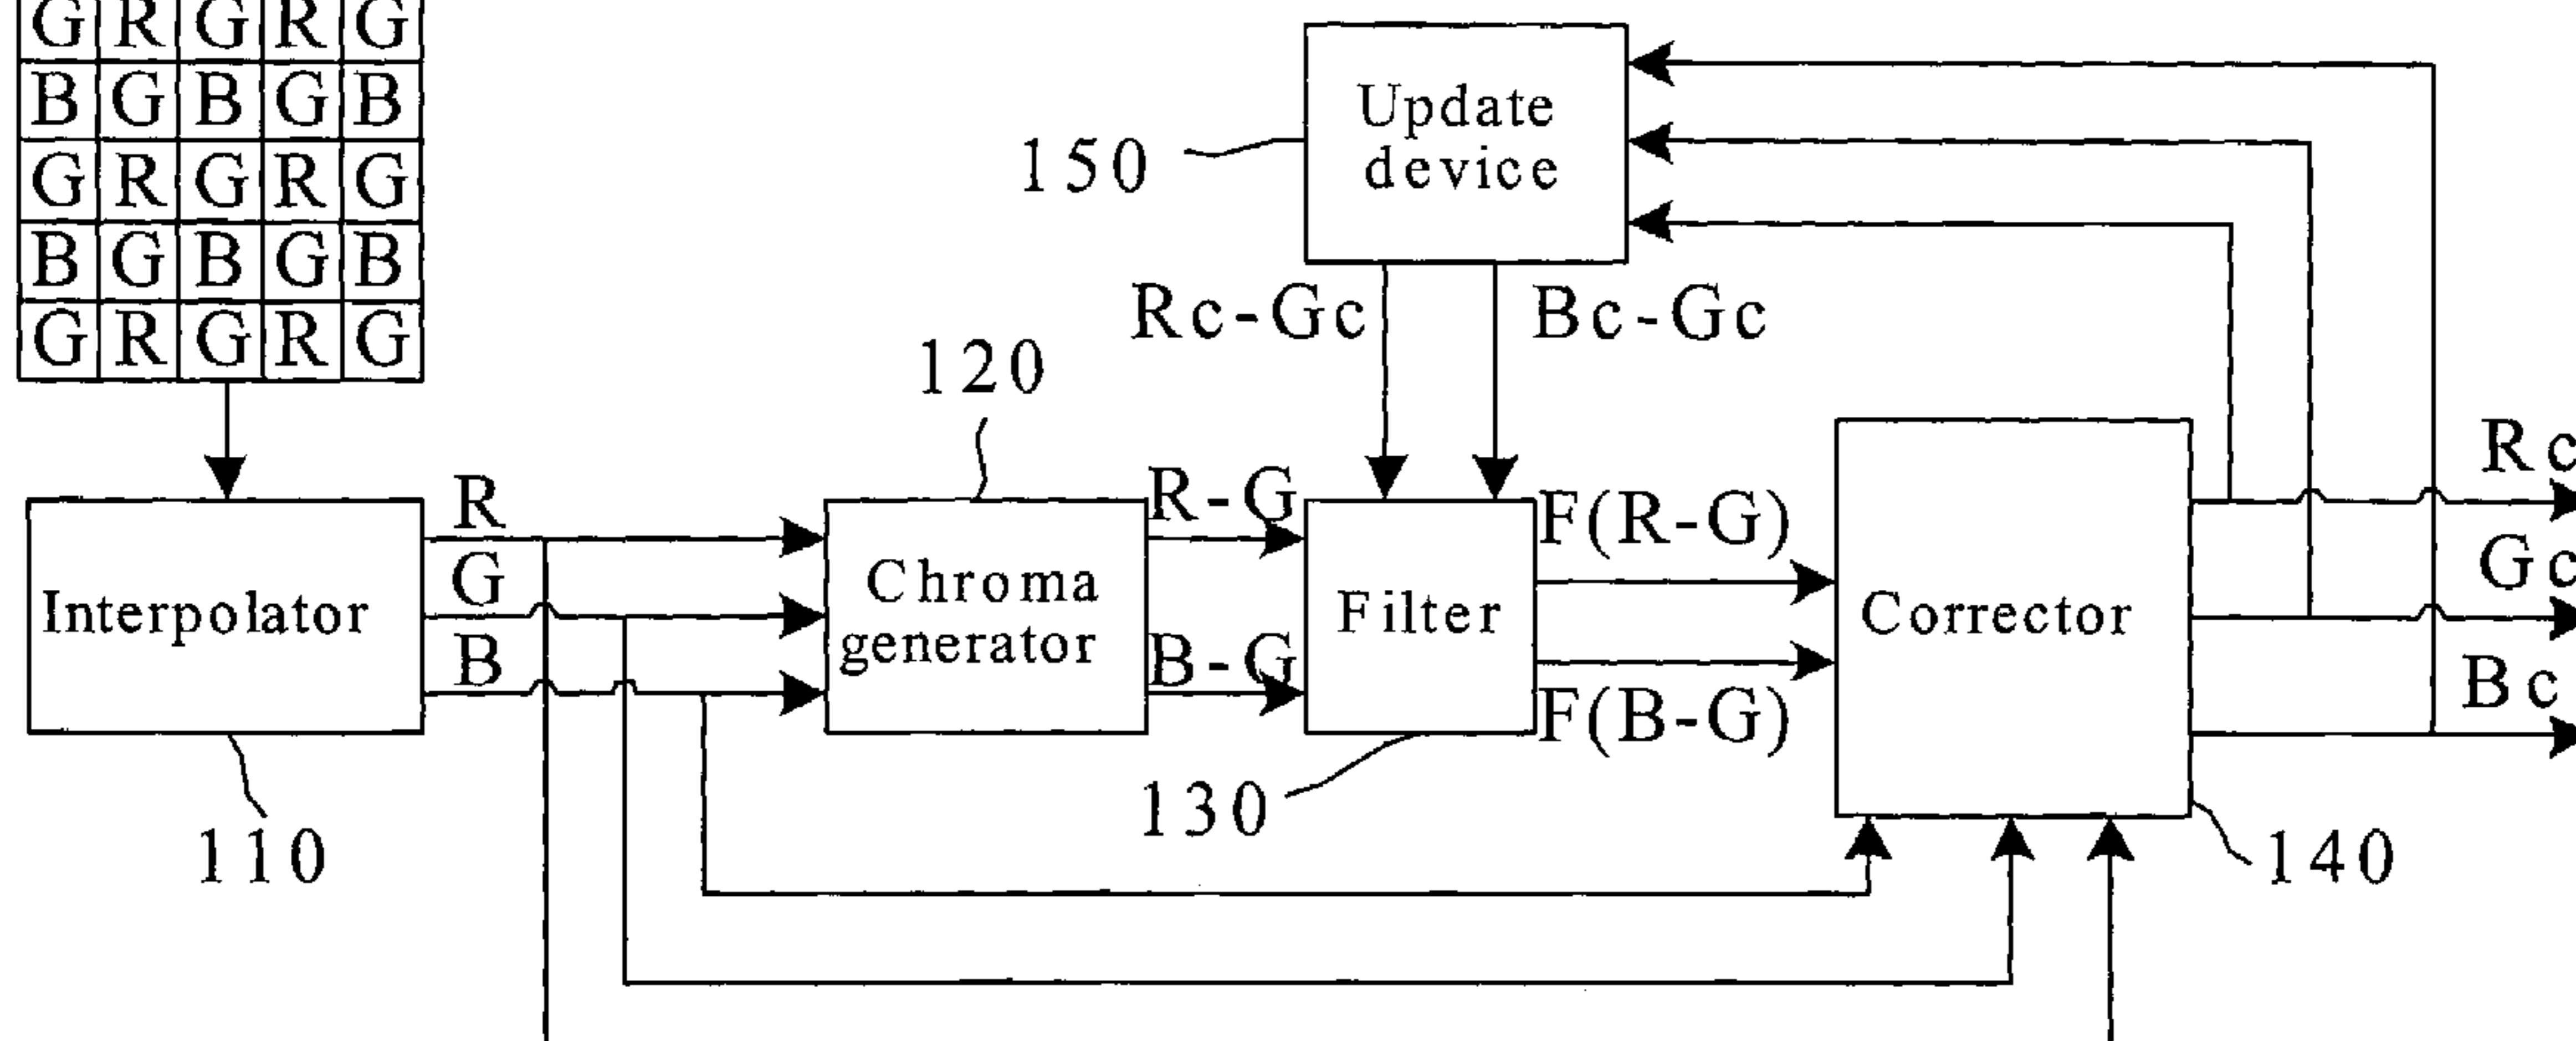 G R G R G
B G B G B
G R G R G
B G B G B
G R G R G
Update
device
150
Rc-Gc
Bc-Gc
120
R
G
B
Interpolator
110
Chroma
generator
R-G
B-G
Filter
130
F(R-G)
F(B-G)
Corrector
140
Rc
Gc
Bc